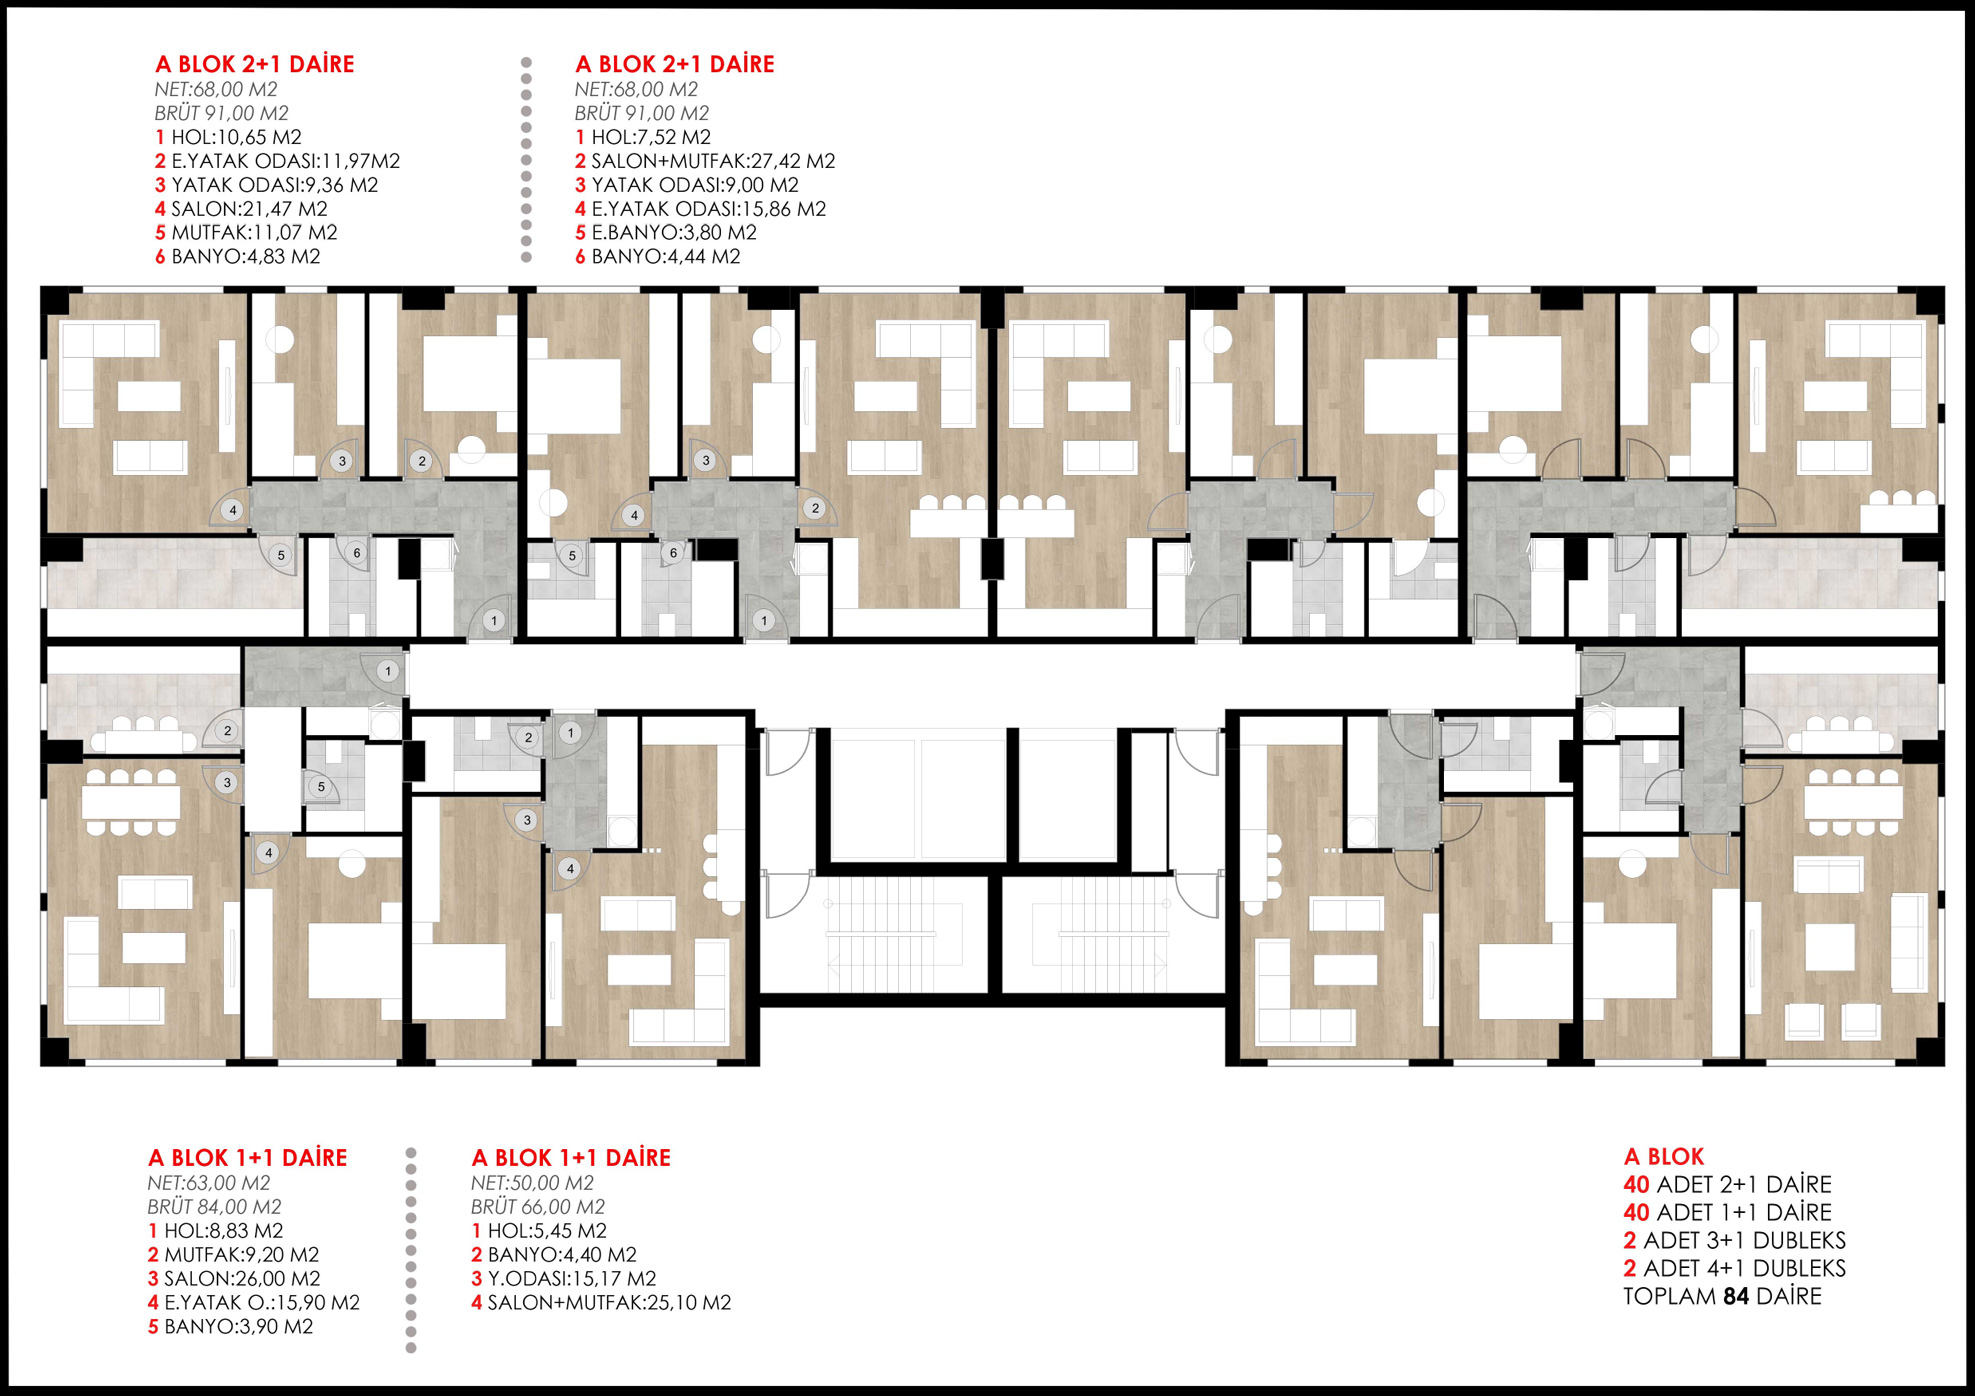 A BLOK 2+1 DAİRE
NET:68,00 M2
BRÜT 91,00 M2
1 HOL:10,65 M2
2 E.YATAK ODASI:11,97M2
3 YATAK ODASI:9,36 M2
4 SALON:21,47 M2
5 MUTFAK:11,07 M2
6 BANYO:4,83 M2
A BLOK 2+1 DAİRE
NET:68,00 M2
BRÜT 91,00 M2
1 HOL:7,52 M2
2 SALON+MUTFAK:27,42 M2
3 YATAK ODASI:9,00 M2
4 E.YATAK ODASI:15,86 M2
5 E.BANYO:3,80 M2
6 BANYO:4,44 M2
3
2
4
5
6
1
3
4
2
5
6
1
1
2
3
5
4
2
1
3
4
A BLOK 1+1 DAİRE
NET:63,00 M2
BRÜT 84,00 M2
1 HOL:8,83 M2
2 MUTFAK:9,20 M2
3 SALON:26,00 M2
4 E.YATAK O.:15,90 M2
5 BANYO:3,90 M2
A BLOK 1+1 DAİRE
NET:50,00 M2
BRÜT 66,00 M2
1 HOL:5,45 M2
2 BANYO:4,40 M2
3 Y.ODASI:15,17 M2
4 SALON+MUTFAK:25,10 M2
A BLOK
40 ADET 2+1 DAİRE
40 ADET 1+1 DAİRE
2 ADET 3+1 DUBLEKS
2 ADET 4+1 DUBLEKS
TOPLAM 84 DAİRE